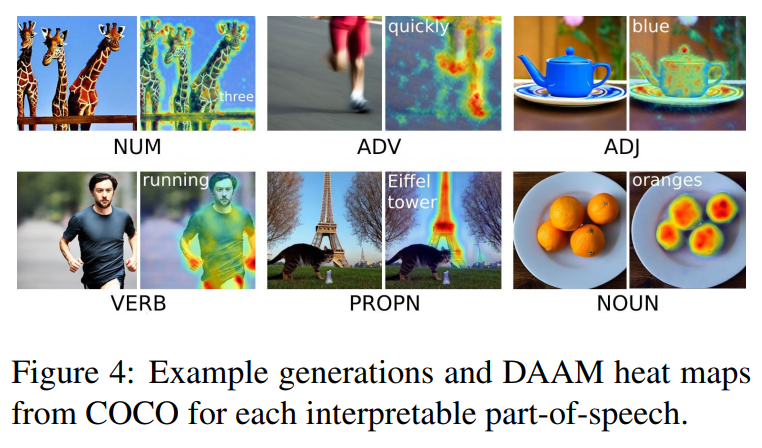 three
quickly
blue
NUM
ADV
ADJ
running
Eiffel
tower
oranges
VERB
PROPN
NOUN
Figure 4: Example generations and DAAM heat maps
from COCO for each interpretable part-of-speech.